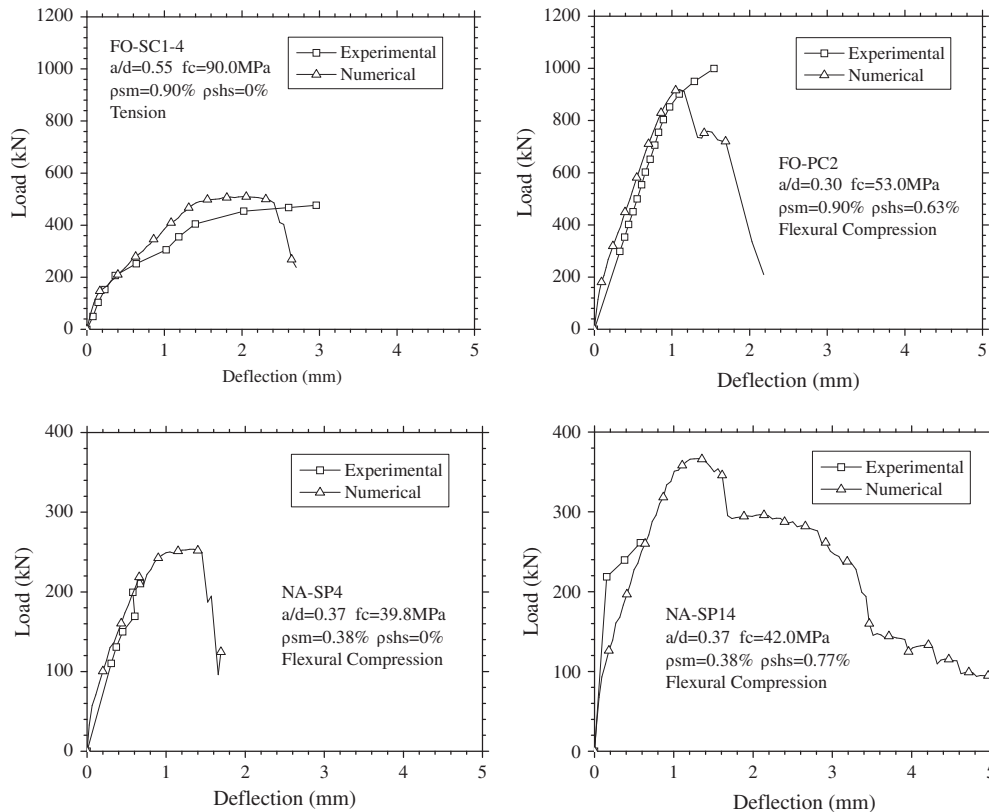 1200
1000
800
600
400
200
0
Load (kN)
FO-SC1-4
a/d=0.55 fc=90.0MPa
ρsm=0.90% ρshs=0%
Tension
Experimental
Numerical
0 1 2 3 4 5
Deflection (mm)
1200
1000
800
600
400
200
0
Load (kN)
Experimental
Numerical
FO-PC2
a/d=0.30 fc=53.0MPa
ρsm=0.90% ρshs=0.63%
Flexural Compression
0 1 2 3 4 5
Deflection (mm)
400
300
200
100
0
Load (kN)
Experimental
Numerical
NA-SP4
a/d=0.37 fc=39.8MPa
ρsm=0.38% ρshs=0%
Flexural Compression
0 1 2 3 4 5
Deflection (mm)
400
300
200
100
0
Load (kN)
Experimental
Numerical
NA-SP14
a/d=0.37 fc=42.0MPa
ρsm=0.38% ρshs=0.77%
Flexural Compression
0 1 2 3 4 5
Deflection (mm)